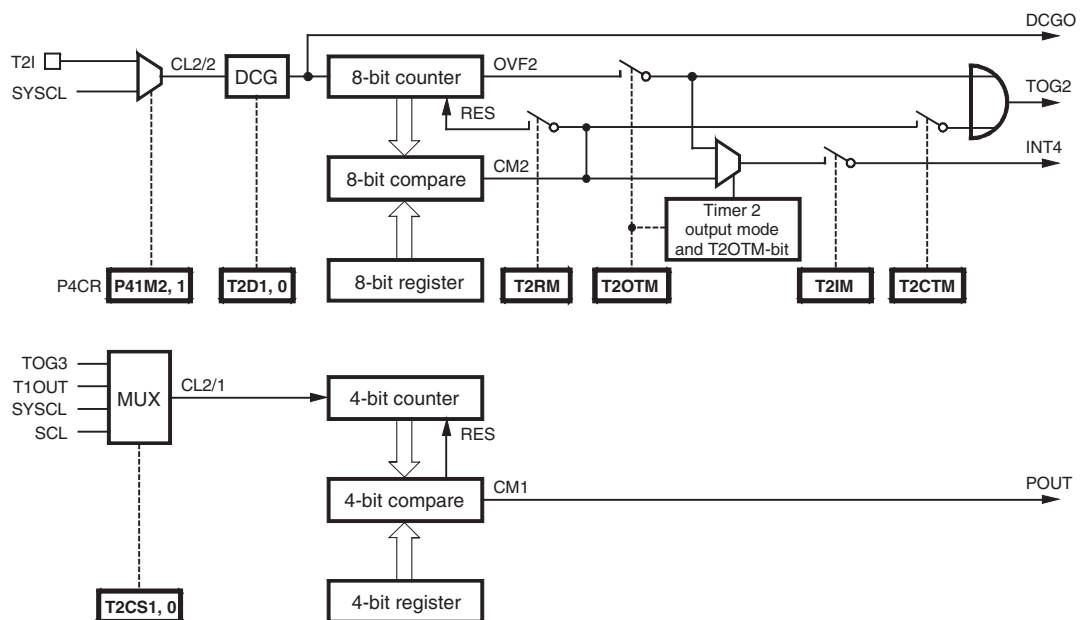 DCGO
T2I
CL2/2
DCG
8-bit counter
OVF2
TOG2
SYSCL
RES
INT4
8-bit compare
CM2
Timer 2
output mode
and T2OTM-bit
P4CR
P41M2, 1
T2D1, 0
8-bit register
T2RM
T2OTM
T2IM
T2CTM
TOG3
T1OUT
SYSCL
SCL
MUX
CL2/1
4-bit counter
RES
4-bit compare
CM1
POUT
T2CS1, 0
4-bit register